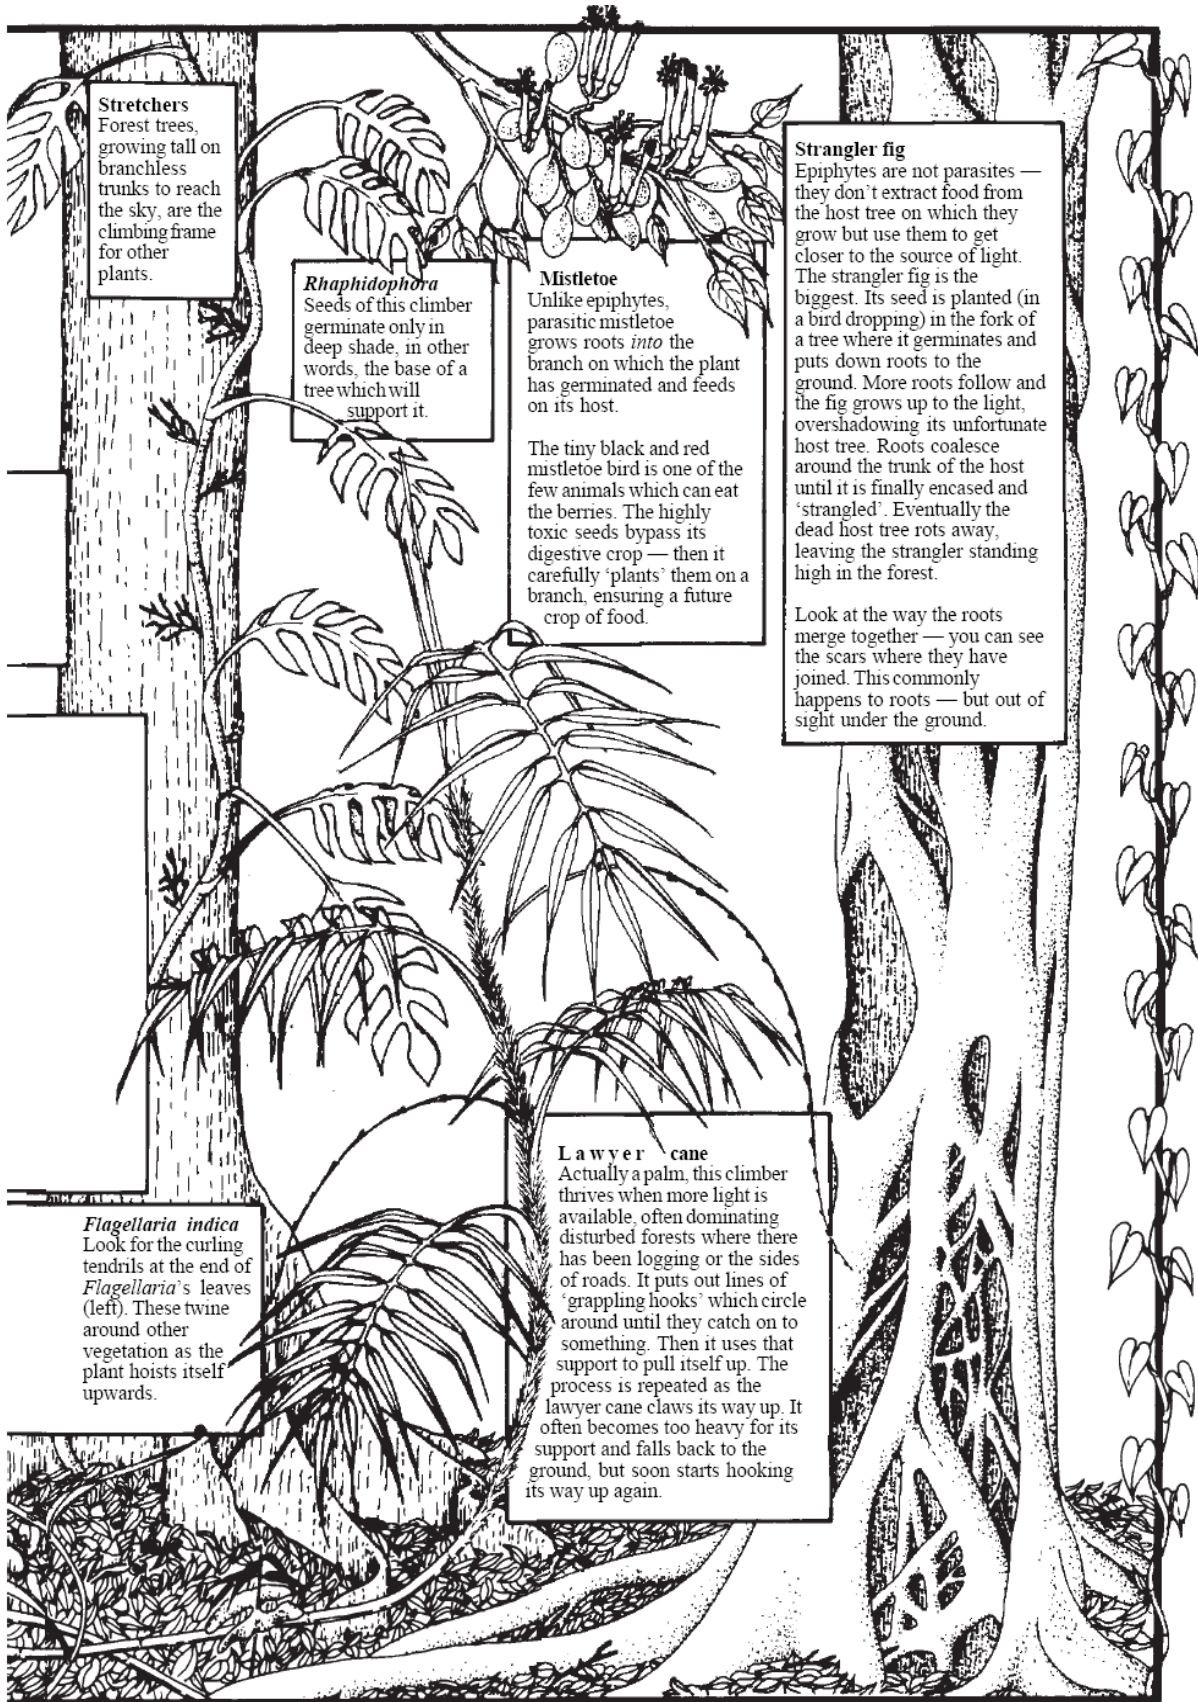 Stretchers
Forest trees,
growing tall on
branchless
trunks to reach
the sky, are the
climbing frame
for other
plants.
Rhaphidophora
Seeds of this climber
germinate only in
deep shade, in other
words, the base of a
tree which will
support it.
Mistletoe
Unlike epiphytes,
parasitic mistletoe
grows roots into the
branch on which the plant
has germinated and feeds
on its host.
The tiny black and red
mistletoe bird is one of the
few animals which can eat
the berries. The highly
toxic seeds bypass its
digestive crop — then it
carefully ‘plants’ them on a
branch, ensuring a future
crop of food.
Strangler fig
Epiphytes are not parasites —
they don’t extract food from
the host tree on which they
grow but use them to get
closer to the source of light.
The strangler fig is the
biggest. Its seed is planted (in
a bird dropping) in the fork of
a tree where it germinates and
puts down roots to the
ground. More roots follow and
the fig grows up to the light,
overshadowing its unfortunate
host tree. Roots coalesce
around the trunk of the host
until it is finally encased and
‘strangled’. Eventually the
dead host tree rots away,
leaving the strangler standing
high in the forest.
Look at the way the roots
merge together — you can see
the scars where they have
joined. This commonly
happens to roots — but out of
sight under the ground.
Lawyer cane
Actually a palm, this climber
thrives when more light is
available, often dominating
disturbed forests where there
has been logging or the sides
of roads. It puts out lines of
‘grappling hooks’ which circle
around until they catch on to
something. Then it uses that
support to pull itself up. The
process is repeated as the
lawyer cane claws its way up. It
often becomes too heavy for its
support and falls back to the
ground, but soon starts hooking
its way up again.
Flagellaria indica
Look for the curling
tendrils at the end of
Flagellaria’s leaves
(left). These twine
around other
vegetation as the
plant hoists itself
upwards.